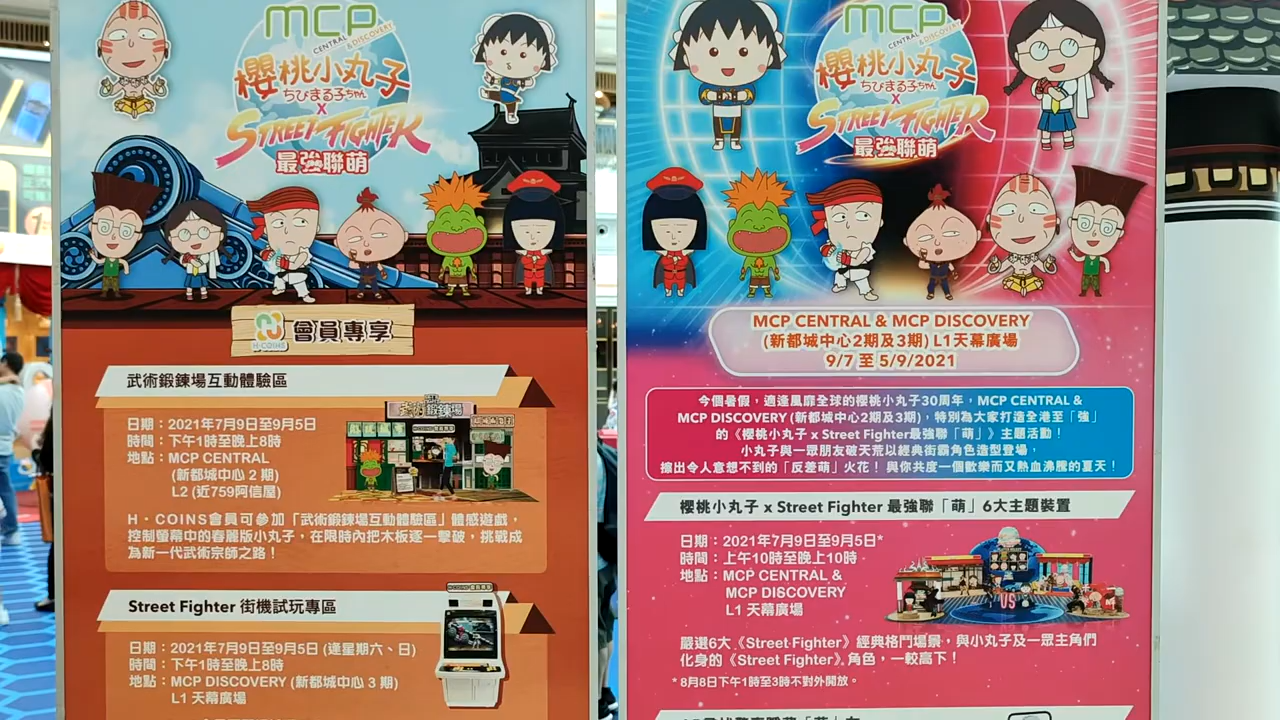 MCP
CENTRAL
& DISCOVERY
櫻桃小丸子
ちびまる子ちゃん
x
STREET FIGHTER
最強聯萌
H·COINS
會員專享
武術鍛鍊場互動體驗區
日期：2021年7月9日至9月5日
時間：下午1時至晚上8時
地點：MCP CENTRAL
(新都城中心 2 期)
L2 (近759阿信屋)
H·COINS會員可參加「武術鍛鍊場互動體驗區」體感遊戲，
控制螢幕中的春麗版小丸子，在限時內把木板逐一擊破，挑戰成
為新一代武術宗師之路！
Street Fighter 街機試玩專區
日期：2021年7月9日至9月5日 (逢星期六、日)
時間：下午1時至晚上8時
地點：MCP DISCOVERY (新都城中心 3 期)
L1 天幕廣場
MCP
CENTRAL
& DISCOVERY
櫻桃小丸子
ちびまる子ちゃん
x
STREET FIGHTER
最強聯萌
MCP CENTRAL & MCP DISCOVERY
(新都城中心2期及3期) L1天幕廣場
9/7 至 5/9/2021
今個暑假，適逢風靡全球的櫻桃小丸子30周年，MCP CENTRAL &
MCP DISCOVERY (新都城中心2期及3期)，特別為大家打造全港至「強」
的《櫻桃小丸子 x Street Fighter最強聯「萌」》主題活動！
小丸子與一眾朋友破天荒以經典街霸角色造型登場，
擦出令人意想不到的「反差萌」火花！ 與你共度一個歡樂而又熱血沸騰的夏天！
櫻桃小丸子 x Street Fighter 最強聯「萌」6大主題裝置
日期：2021年7月9日至9月5日*
時間：上午10時至晚上10時
地點：MCP CENTRAL &
MCP DISCOVERY
L1 天幕廣場
VS
嚴選6大《Street Fighter》經典格鬥場景，與小丸子及一眾主角們
化身的《Street Fighter》角色，一較高下！
*8月8日下午1時至3時不對外開放。